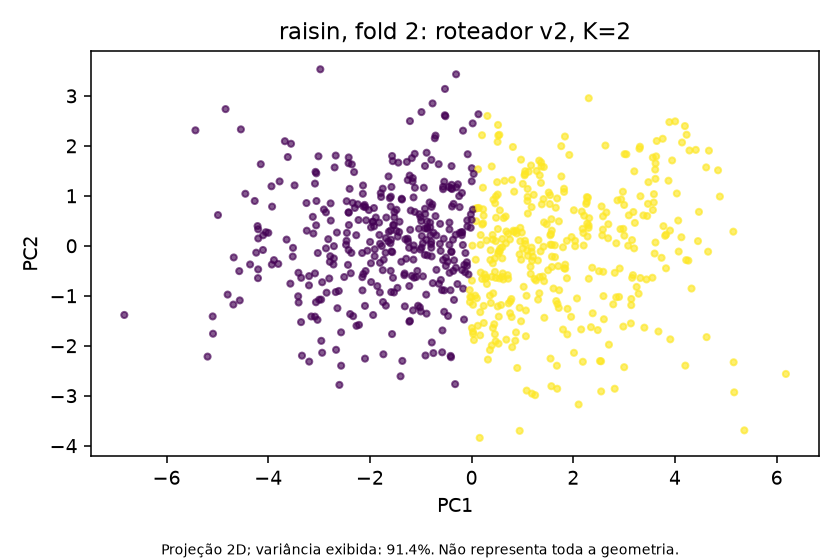 raisin, fold 2: roteador v2, K=2
3
2
1
0
−1
−2
−3
−4
PC2
−6 −4 −2 0 2 4 6
PC1
Projeção 2D; variância exibida: 91.4%. Não representa toda a geometria.